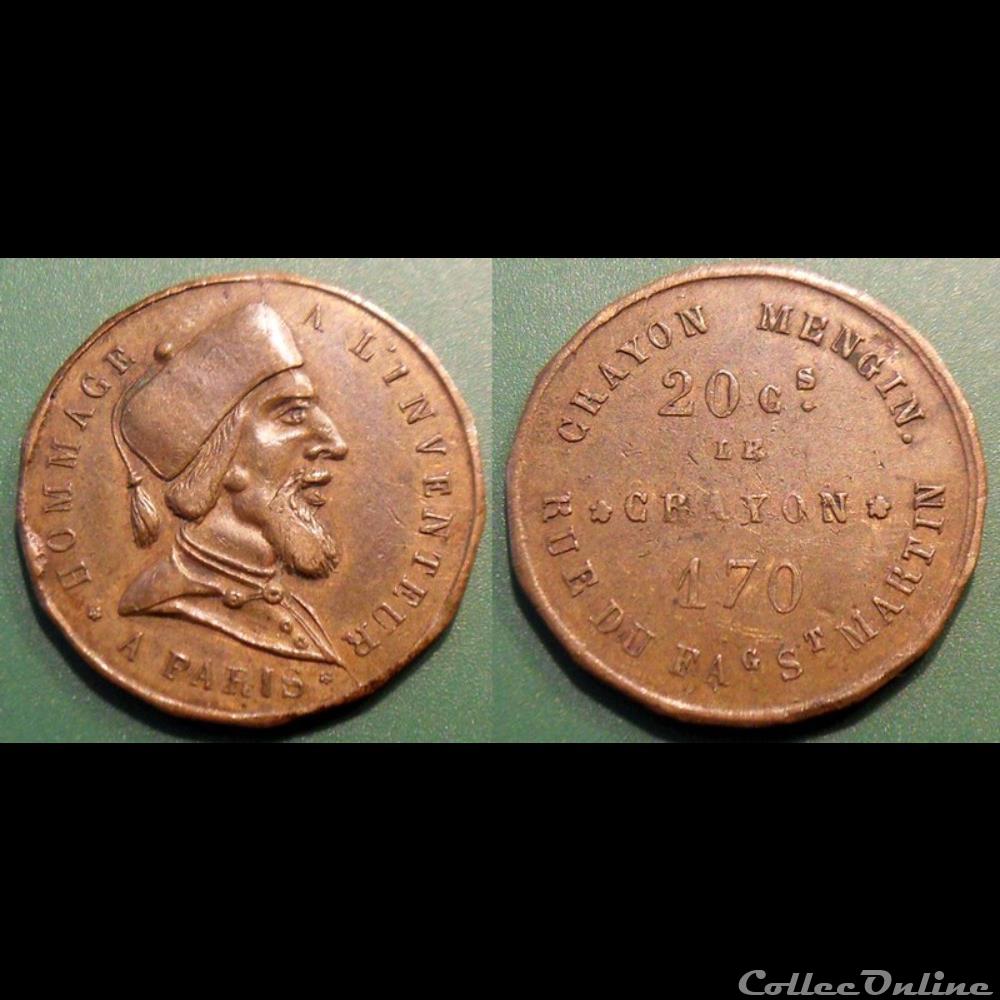 HOMMAGE A L'INVENTEUR
* A PARIS *
CRAYON MENGIN.
20 Cs.
LE
* CRAYON *
170
RUE DU FAG ST MARTIN
CollecOnline